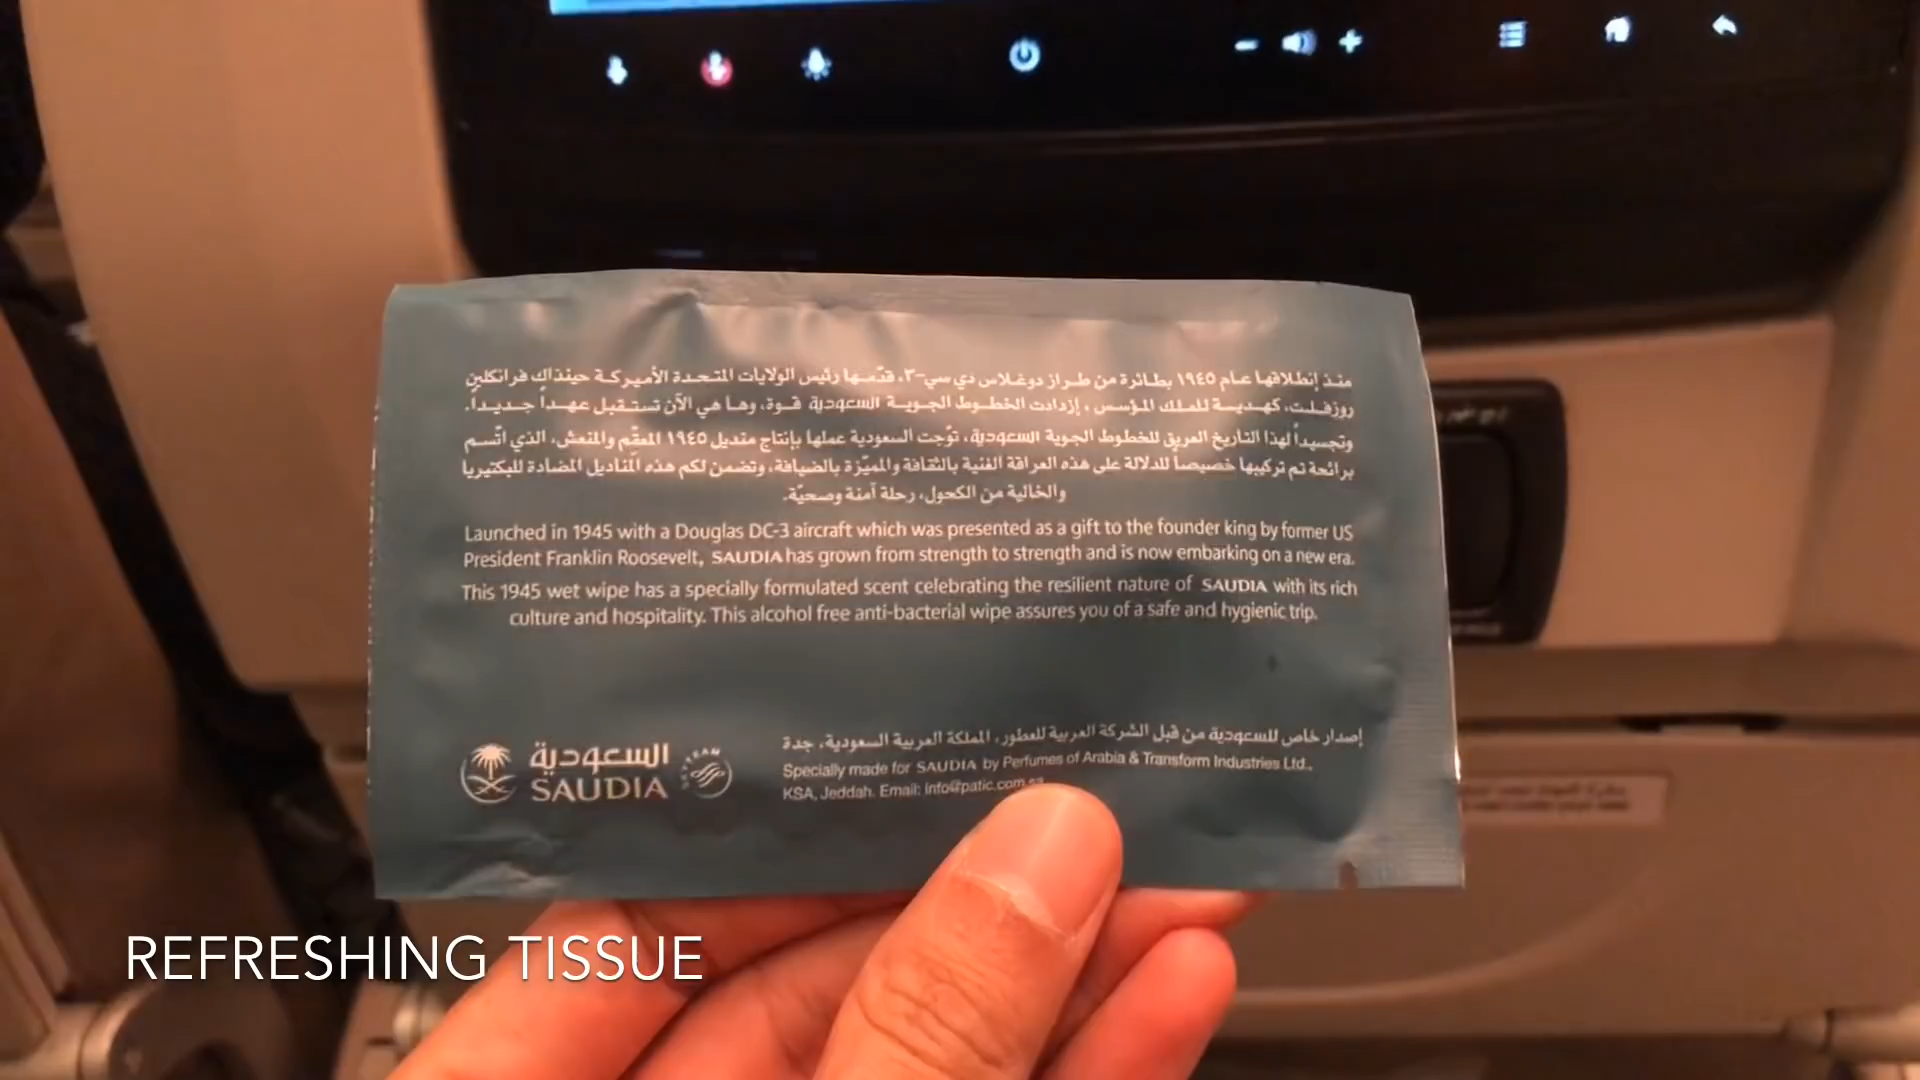 منذ إنطلاقها عام ١٩٤٥ بطائرة من طراز دوغلاس دي سي-٣، قدّمها رئيس الولايات المتحدة الأميركة حينذاك فرانكلين
روزفلت، كهدية للملك المؤسس، إزدادت الخطوط الجوية السعودية قوة، وها هي الآن تستقبل عهداً جديداً.
وتجسيداً لهذا التأريخ العريق للخطوط الجوية السعودية، توّجت السعودية عملها بإنتاج منديل ١٩٤٥ المعقّم والمنعش، الذي اتّسم
برائحة تم تركيبها خصيصاً للدلالة على هذه العراقة الغنية بالثقافة والمميّزة بالضيافة، وتضمن لكم هذه المناديل المضادة للبكتيريا
والخالية من الكحول، رحلة آمنة وصحيّة.
Launched in 1945 with a Douglas DC-3 aircraft which was presented as a gift to the founder king by former US
President Franklin Roosevelt, SAUDIA has grown from strength to strength and is now embarking on a new era.
This 1945 wet wipe has a specially formulated scent celebrating the resilient nature of SAUDIA with its rich
culture and hospitality. This alcohol free anti-bacterial wipe assures you of a safe and hygienic trip.
السعودية
SAUDIA
إصدار خاص للسعودية من قبل الشركة العربية للعطور، المملكة العربية السعودية، جدة
Specially made for SAUDIA by Perfumes of Arabia & Transform Industries Ltd.,
KSA, Jeddah. Email: info@patic.com
REFRESHING TISSUE